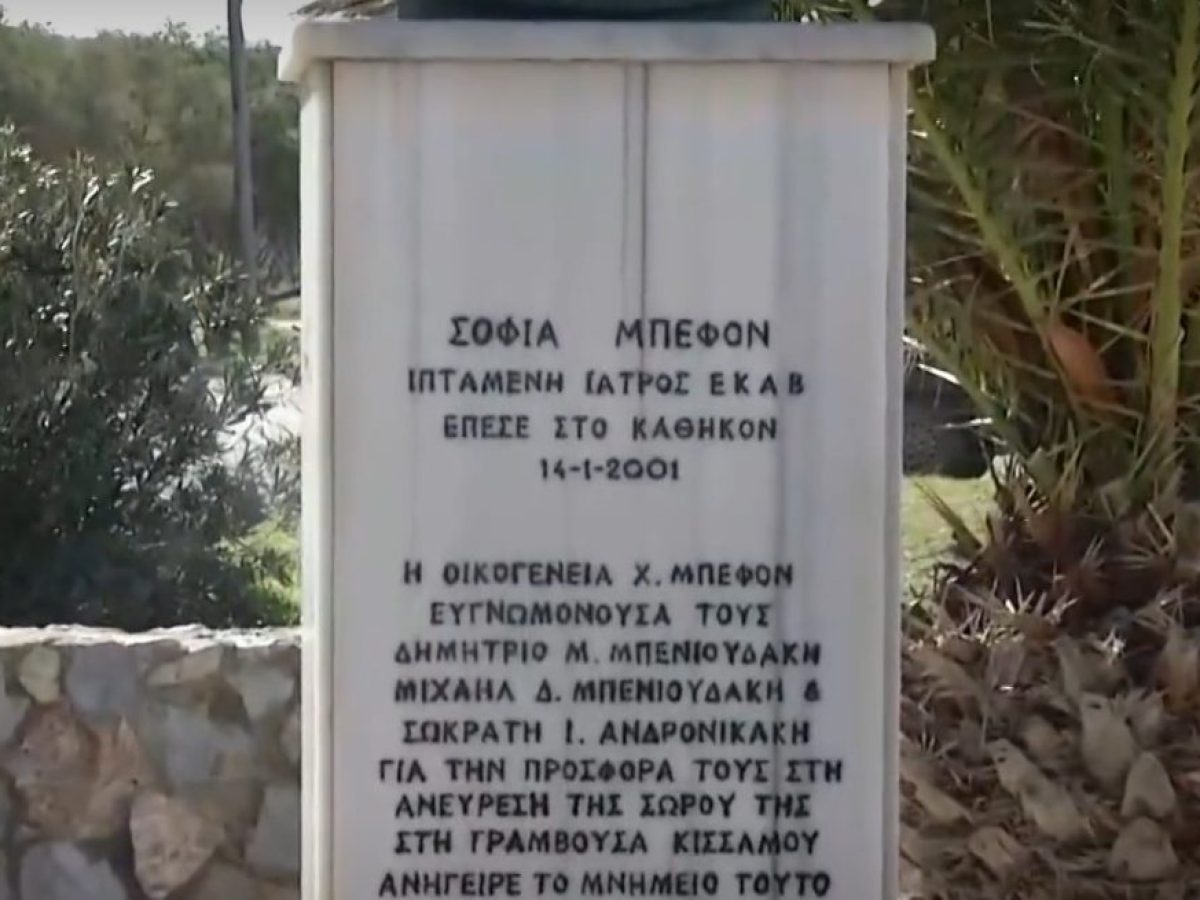 ΣΟΦΙΑ ΜΠΕΦΟΝ
ΙΠΤΑΜΕΝΗ ΙΑΤΡΟΣ ΕΚΑΒ
ΕΠΕΣΕ ΣΤΟ ΚΑΘΗΚΟΝ
14-1-2001
Η ΟΙΚΟΓΕΝΕΙΑ Χ. ΜΠΕΦΟΝ
ΕΥΓΝΩΜΟΝΟΥΣΑ ΤΟΥΣ
ΔΗΜΗΤΡΙΟ Μ. ΜΠΕΝΙΟΥΔΑΚΗ
ΜΙΧΑΗΛ Δ. ΜΠΕΝΙΟΥΔΑΚΗ &
ΣΩΚΡΑΤΗ Ι. ΑΝΔΡΟΝΙΚΑΚΗ
ΓΙΑ ΤΗΝ ΠΡΟΣΦΟΡΑ ΤΟΥΣ ΣΤΗ
ΑΝΕΥΡΕΣΗ ΤΗΣ ΣΩΡΟΥ ΤΗΣ
ΣΤΗ ΓΡΑΜΒΟΥΣΑ ΚΙΣΣΑΜΟΥ
ΑΝΗΓΕΙΡΕ ΤΟ ΜΝΗΜΕΙΟ ΤΟΥΤΟ